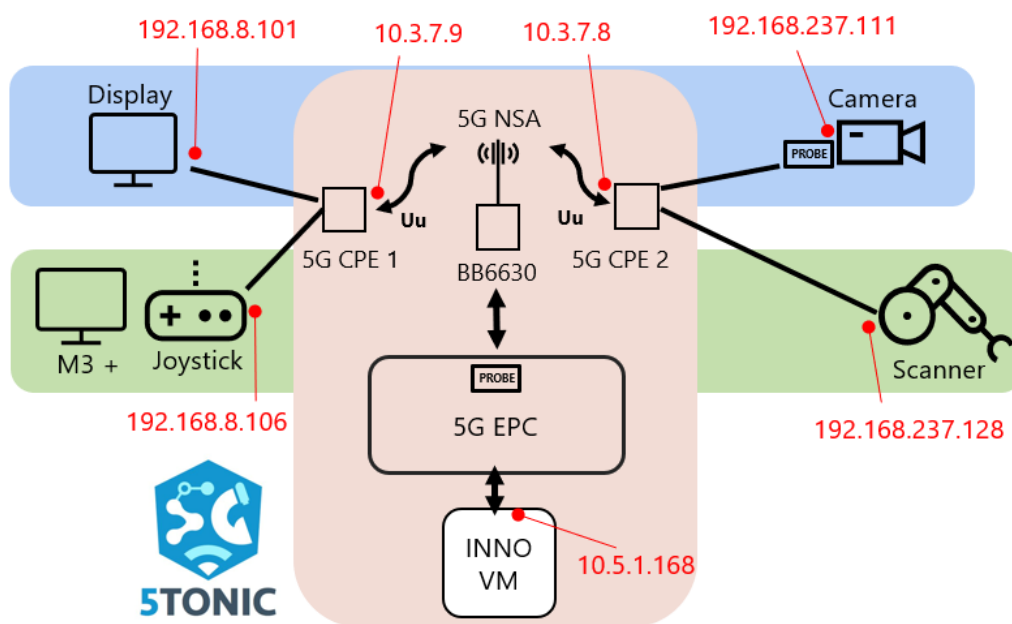 192.168.8.101
10.3.7.9
10.3.7.8
192.168.237.111
Display
5G NSA
Camera
PROBE
Uu
Uu
5G CPE 1
BB6630
5G CPE 2
M3 +
Joystick
Scanner
PROBE
192.168.8.106
5G EPC
192.168.237.128
INNO
VM
10.5.1.168
5TONIC